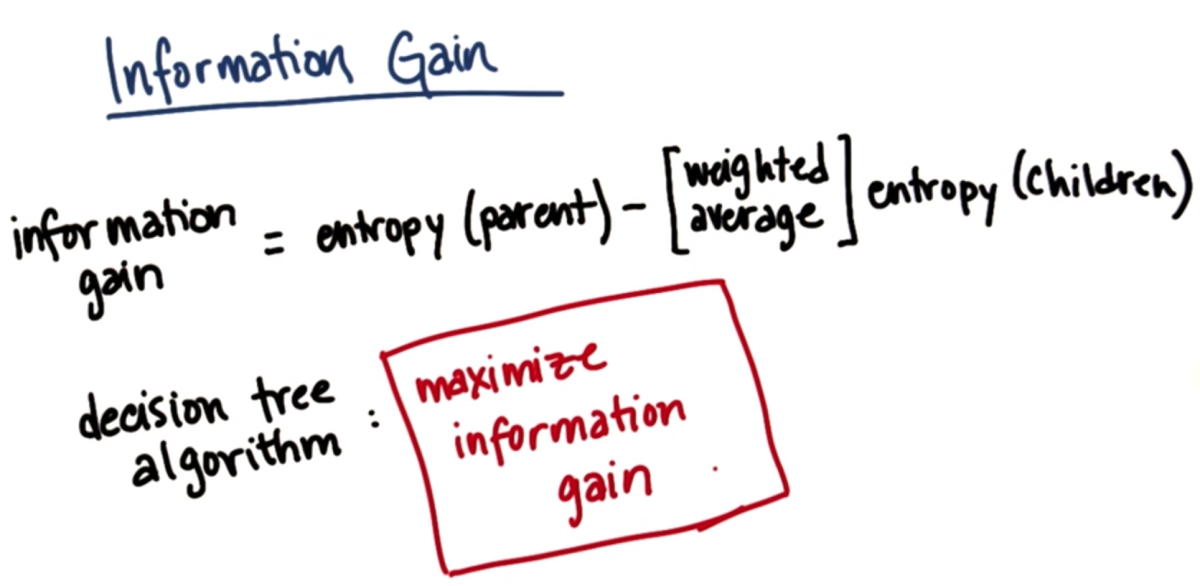 Information Gain
information gain = entropy (parent) - [weighted average] entropy (children)
decision tree algorithm : maximize
information
gain